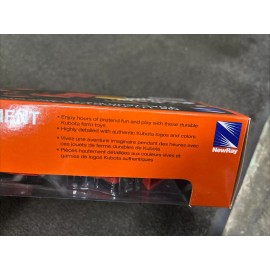 MENT
• Enjoy hours of pretend fun and play with these durable
Kubota farm toys
• Highly detailed with authentic Kubota logos and colors
• Vivez une aventure imaginaire pendant des heures avec
ces jouets de ferme durables de Kubota
• Pièces hautement détaillées aux couleurs vives et
garnies de logos Kubota authentiques
NewRay